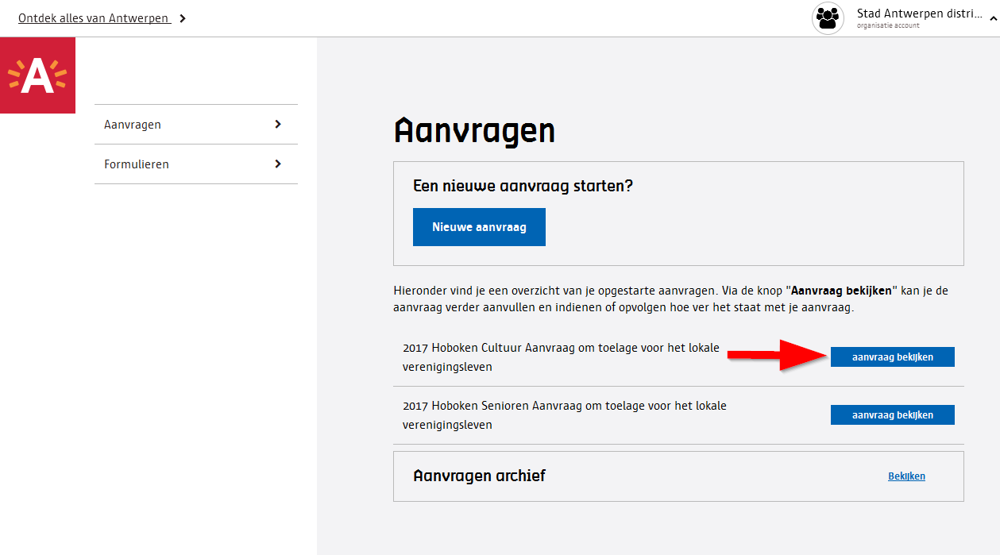 Ontdek alles van Antwerpen
Stad Antwerpen distri...
organisatie account
A
Aanvragen
Formulieren
Aanvragen
Een nieuwe aanvraag starten?
Nieuwe aanvraag
Hieronder vind je een overzicht van je opgestarte aanvragen. Via de knop "Aanvraag bekijken" kan je de
aanvraag verder aanvullen en indienen of opvolgen hoe ver het staat met je aanvraag.
2017 Hoboken Cultuur Aanvraag om toelage voor het lokale
verenigingsleven
aanvraag bekijken
2017 Hoboken Senioren Aanvraag om toelage voor het lokale
verenigingsleven
aanvraag bekijken
Aanvragen archief
Bekijken